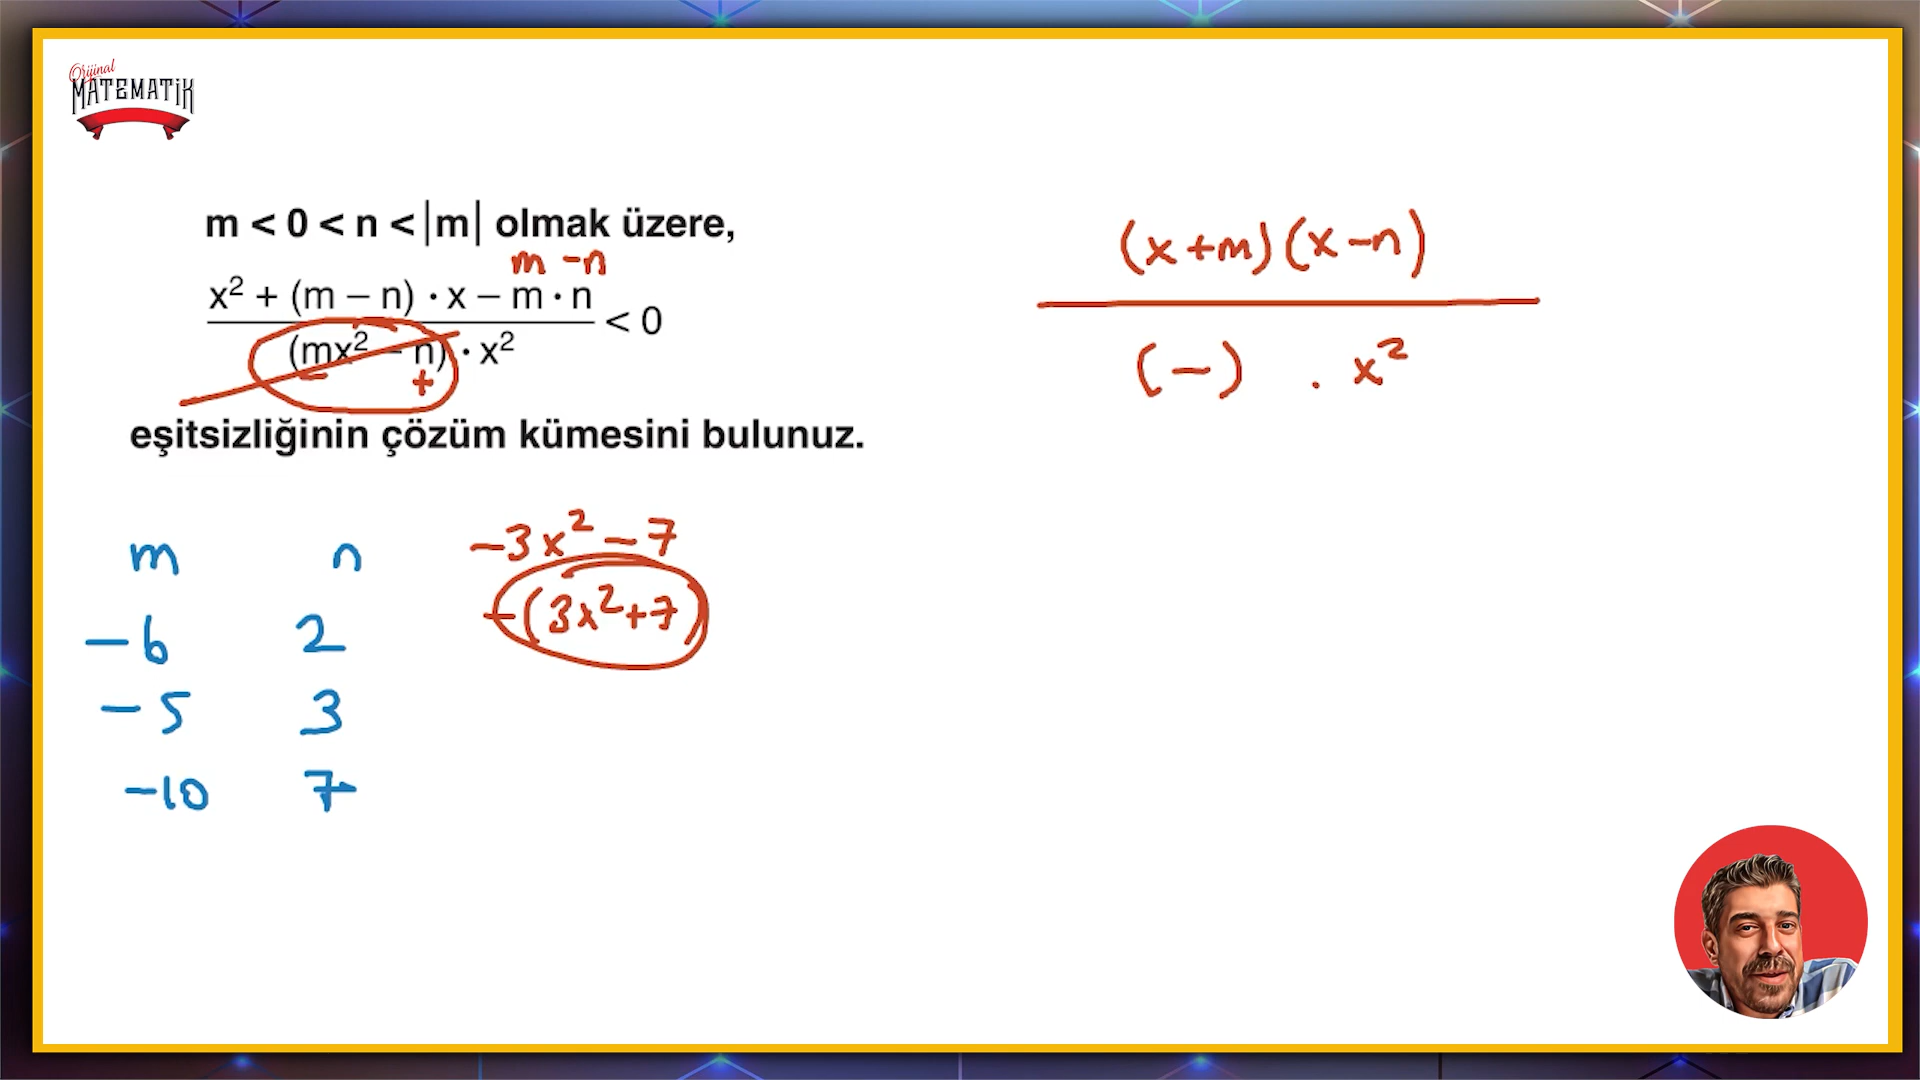 Orijinal
MATEMATİK
m < 0 < n < |m| olmak üzere,
m -n
x² + (m – n) · x – m · n
(mx² – n) · x²
< 0
- +
eşitsizliğinin çözüm kümesini bulunuz.
m n
-6 2
-5 3
-10 7
-3x² - 7
-(3x²+7)
(x+m)(x-n)
(-) . x²